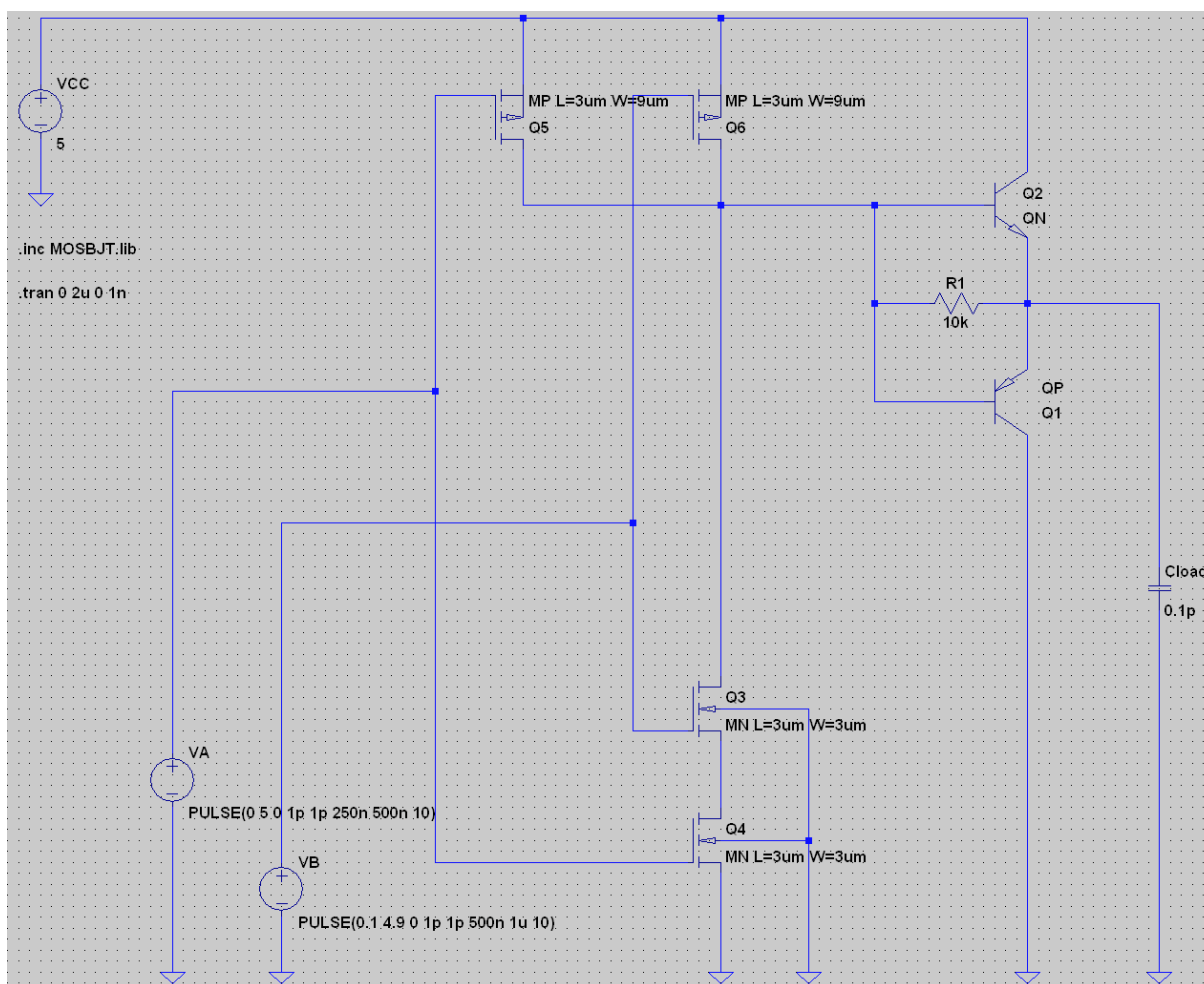 VCC
5
MP L=3um W=9um
Q5
MP L=3um W=9um
Q6
Q2
QN
.inc MOSBJT.lib
.tran 0 2u 0 1n
R1
10k
QP
Q1
Cload
0.1p
Q3
MN L=3um W=3um
VA
PULSE(0 5 0 1p 1p 250n 500n 10)
Q4
MN L=3um W=3um
VB
PULSE(0.1 4.9 0 1p 1p 500n 1u 10)